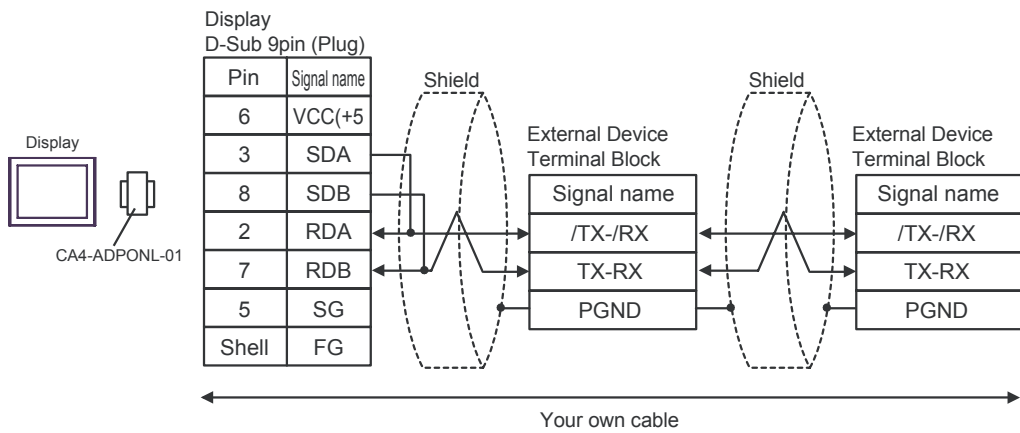 Display
D-Sub 9pin (Plug)
Pin Signal name
6 VCC(+5
3 SDA
8 SDB
2 RDA
7 RDB
5 SG
Shell FG
Display
CA4-ADPONL-01
Shield
External Device
Terminal Block
Signal name
/TX-/RX
TX-RX
PGND
Shield
External Device
Terminal Block
Signal name
/TX-/RX
TX-RX
PGND
Your own cable